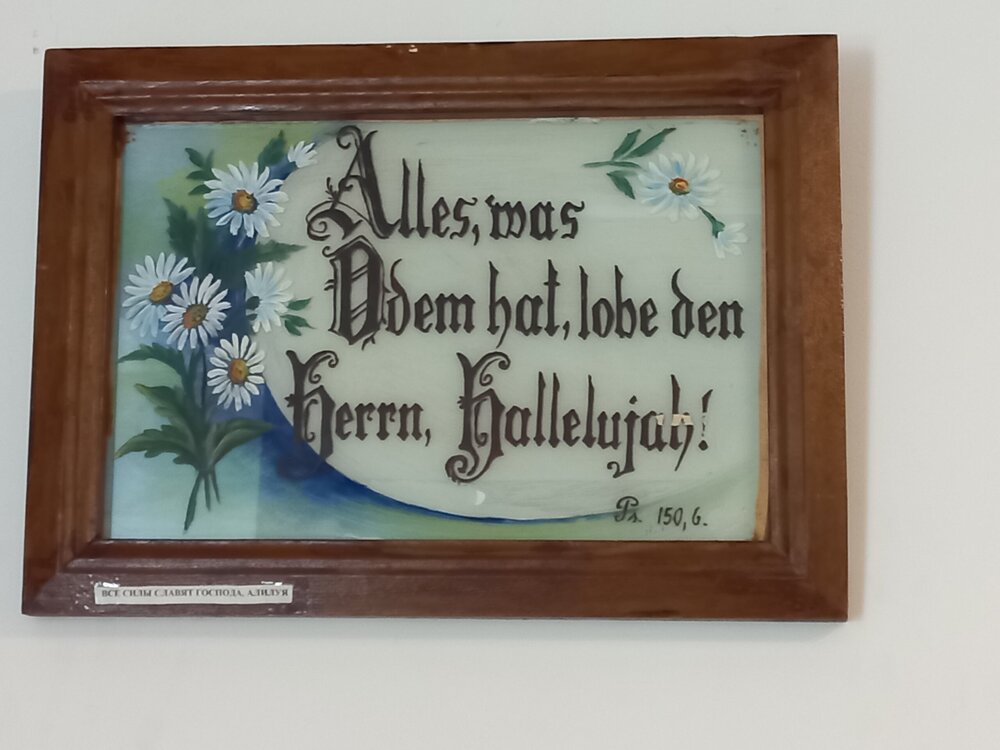 Alles, was
Odem hat, lobe den
Herrn, Hallelujah!
Ps. 150, 6.
ВСЕ СИЛЫ СЛАВЯТ ГОСПОДА, АЛИЛУЯ